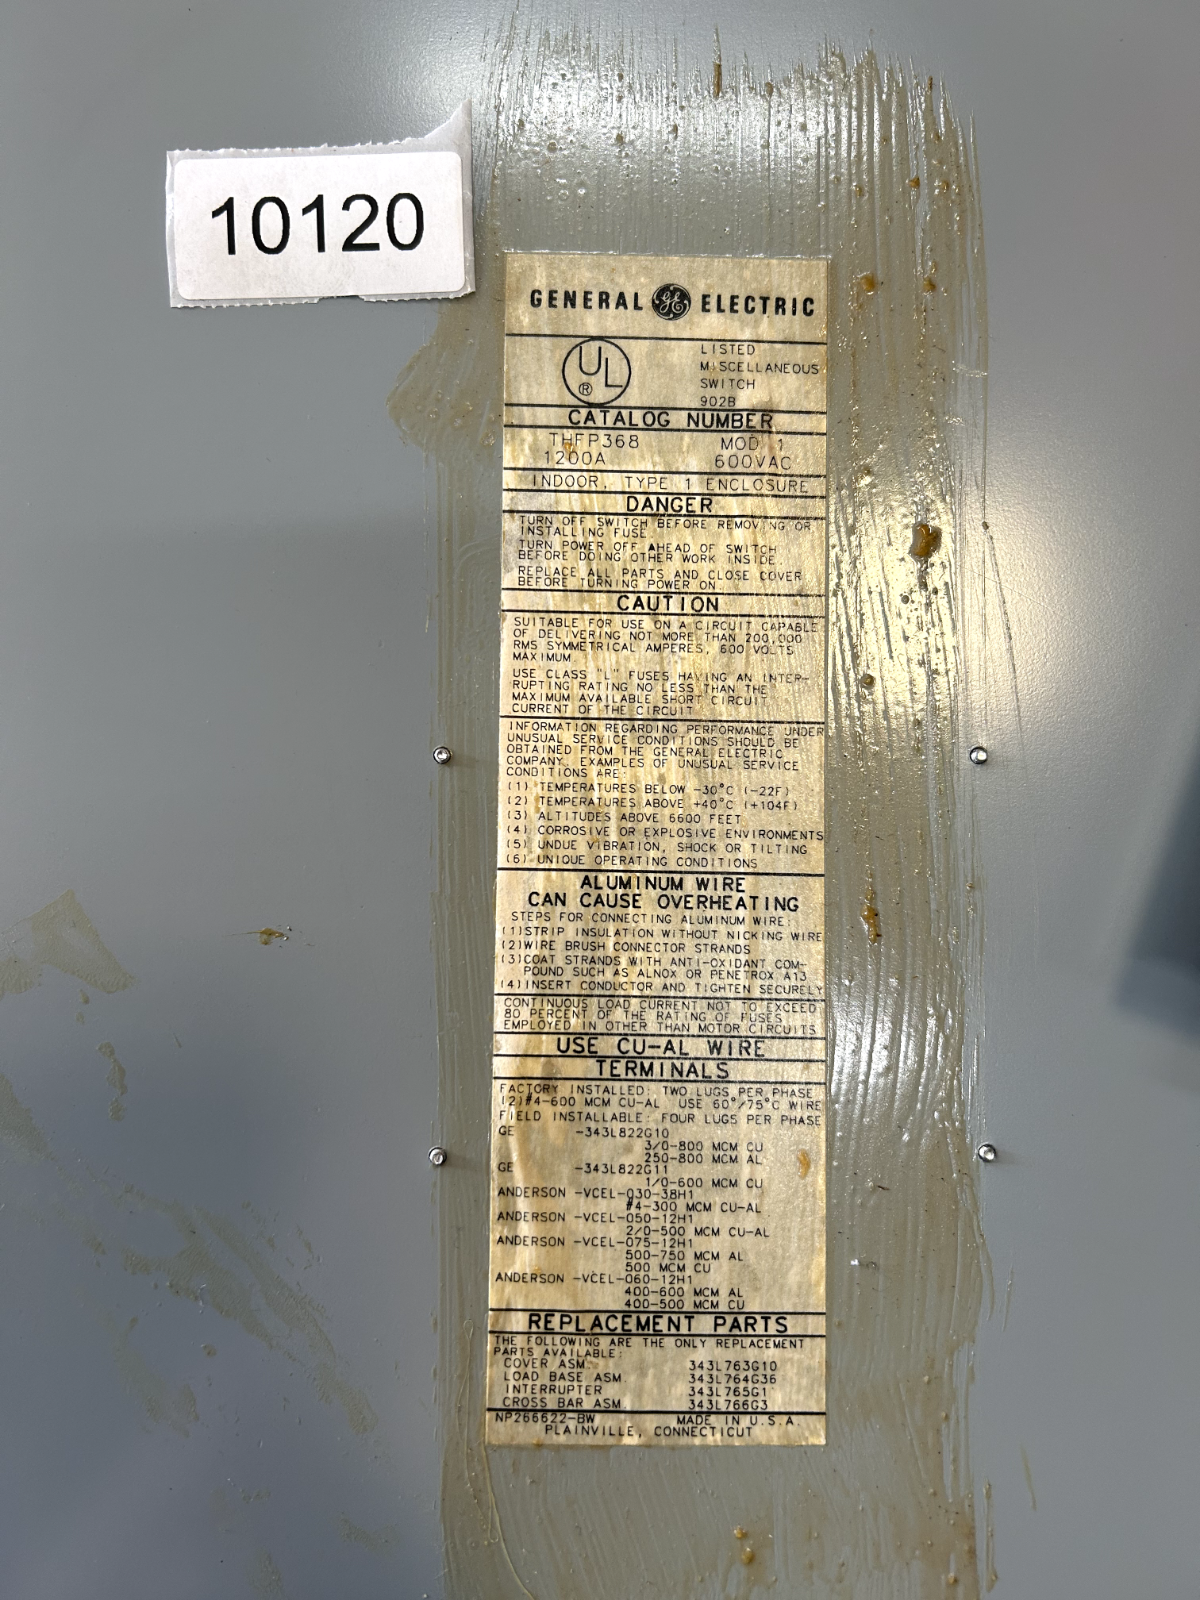 10120
GENERAL GE ELECTRIC
UL ®
LISTED
MISCELLANEOUS
SWITCH
902B
CATALOG NUMBER
THFP368 MOD 1
1200A 600VAC
INDOOR, TYPE 1 ENCLOSURE
DANGER
TURN OFF SWITCH BEFORE REMOVING OR
INSTALLING FUSE
TURN POWER OFF AHEAD OF SWITCH
BEFORE DOING OTHER WORK INSIDE.
REPLACE ALL PARTS AND CLOSE COVER
BEFORE TURNING POWER ON.
CAUTION
SUITABLE FOR USE ON A CIRCUIT CAPABLE
OF DELIVERING NOT MORE THAN 200,000
RMS SYMMETRICAL AMPERES, 600 VOLTS
MAXIMUM
USE CLASS "L" FUSES HAVING AN INTER-
RUPTING RATING NO LESS THAN THE
MAXIMUM AVAILABLE SHORT CIRCUIT
CURRENT OF THE CIRCUIT
INFORMATION REGARDING PERFORMANCE UNDER
UNUSUAL SERVICE CONDITIONS SHOULD BE
OBTAINED FROM THE GENERAL ELECTRIC
COMPANY. EXAMPLES OF UNUSUAL SERVICE
CONDITIONS ARE:
(1) TEMPERATURES BELOW -30°C (-22F)
(2) TEMPERATURES ABOVE +40°C (+104F)
(3) ALTITUDES ABOVE 6600 FEET
(4) CORROSIVE OR EXPLOSIVE ENVIRONMENTS
(5) UNDUE VIBRATION, SHOCK OR TILTING
(6) UNIQUE OPERATING CONDITIONS
ALUMINUM WIRE
CAN CAUSE OVERHEATING
STEPS FOR CONNECTING ALUMINUM WIRE:
(1)STRIP INSULATION WITHOUT NICKING WIRE
(2)WIRE BRUSH CONNECTOR STRANDS
(3)COAT STRANDS WITH ANTI-OXIDANT COM-
POUND SUCH AS ALNOX OR PENETROX A13
(4)INSERT CONDUCTOR AND TIGHTEN SECURELY
CONTINUOUS LOAD CURRENT NOT TO EXCEED
80 PERCENT OF THE RATING OF FUSES
EMPLOYED IN OTHER THAN MOTOR CIRCUITS
USE CU-AL WIRE
TERMINALS
FACTORY INSTALLED: TWO LUGS PER PHASE
(2)#4-600 MCM CU-AL USE 60°/75°C WIRE
FIELD INSTALLABLE: FOUR LUGS PER PHASE
GE -343L822G10
3/0-800 MCM CU
250-800 MCM AL
GE -343L822G11
1/0-600 MCM CU
ANDERSON -VCEL-030-38H1
#4-300 MCM CU-AL
ANDERSON -VCEL-050-12H1
2/0-500 MCM CU-AL
ANDERSON -VCEL-075-12H1
500-750 MCM AL
500 MCM CU
ANDERSON -VCEL-060-12H1
400-600 MCM AL
400-500 MCM CU
REPLACEMENT PARTS
THE FOLLOWING ARE THE ONLY REPLACEMENT
PARTS AVAILABLE:
COVER ASM. 343L763G10
LOAD BASE ASM 343L764G36
INTERRUPTER 343L765G1
CROSS BAR ASM. 343L766G3
NP266622-BW MADE IN U.S.A.
PLAINVILLE, CONNECTICUT